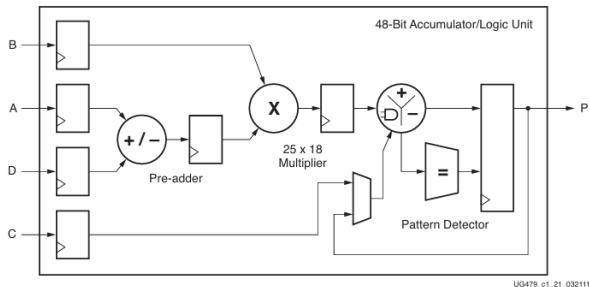 48-Bit Accumulator/Logic Unit
B
A
D
C
+ / −
Pre-adder
X
25 x 18
Multiplier
+
−
=
Pattern Detector
P
UG479_c1_21_032111